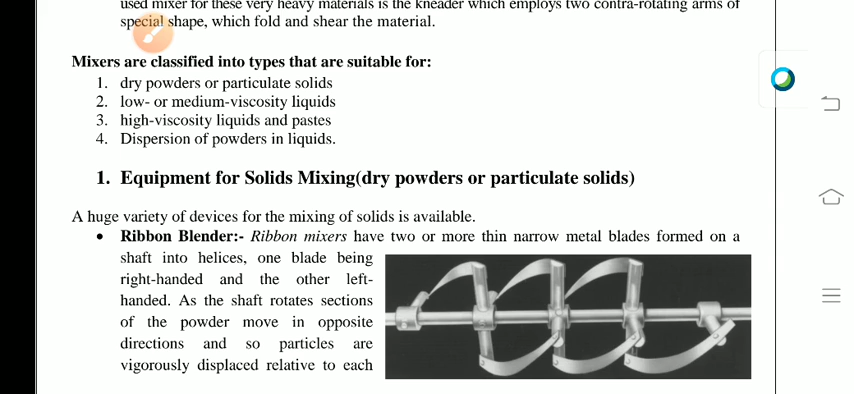 used mixer for these very heavy materials is the kneader which employs two contra-rotating arms of
special shape, which fold and shear the material.
Mixers are classified into types that are suitable for:
1. dry powders or particulate solids
2. low- or medium-viscosity liquids
3. high-viscosity liquids and pastes
4. Dispersion of powders in liquids.
1. Equipment for Solids Mixing(dry powders or particulate solids)
A huge variety of devices for the mixing of solids is available.
• Ribbon Blender:- Ribbon mixers have two or more thin narrow metal blades formed on a
shaft into helices, one blade being
right-handed and the other left-
handed. As the shaft rotates sections
of the powder move in opposite
directions and so particles are
vigorously displaced relative to each